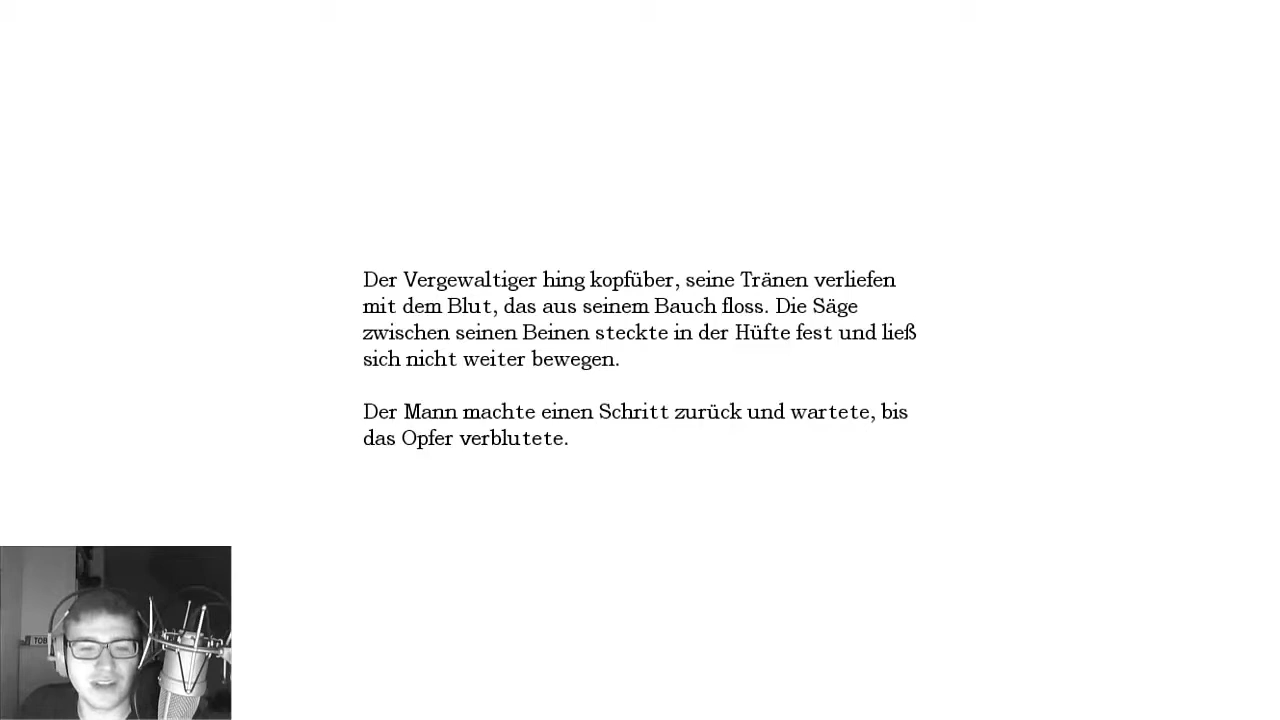 Der Vergewaltiger hing kopfüber, seine Tränen verliefen
mit dem Blut, das aus seinem Bauch floss. Die Säge
zwischen seinen Beinen steckte in der Hüfte fest und ließ
sich nicht weiter bewegen.
Der Mann machte einen Schritt zurück und wartete, bis
das Opfer verblutete.
TOB